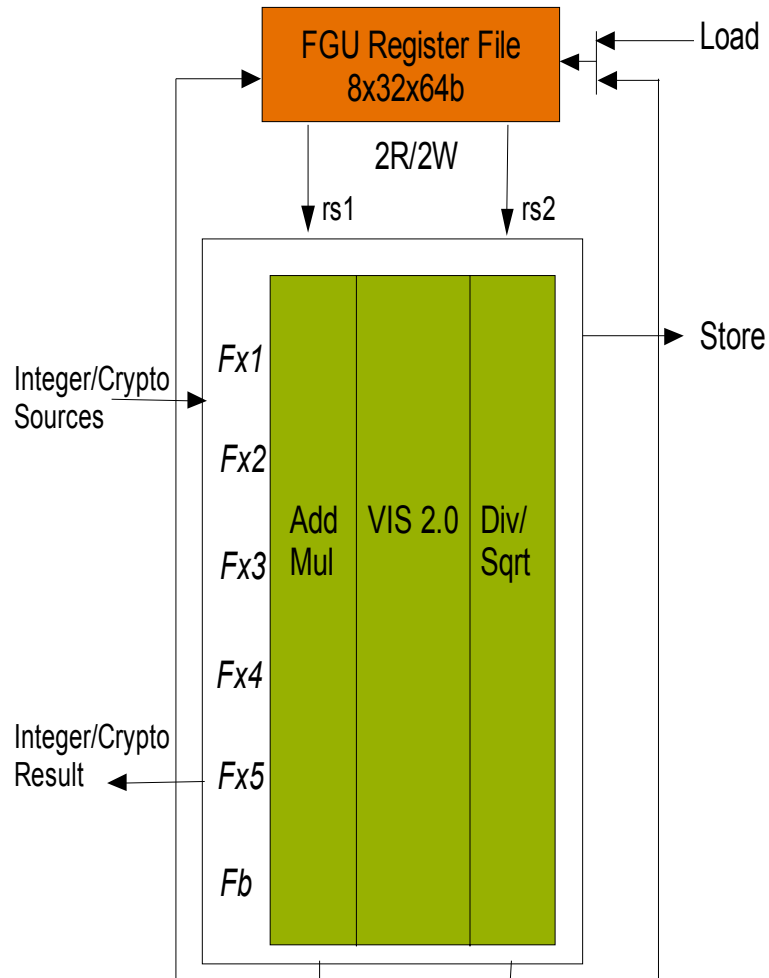 FGU Register File
8x32x64b
Load
2R/2W
rs1
rs2
Store
Fx1
Integer/Crypto
Sources
Fx2
Add
Mul
VIS 2.0
Div/
Sqrt
Fx3
Fx4
Integer/Crypto
Result
Fx5
Fb